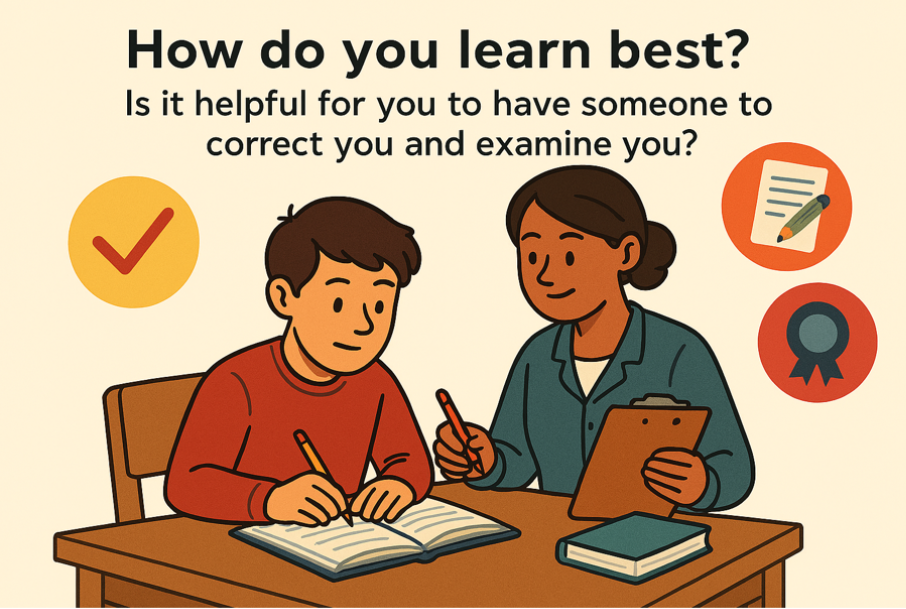 How do you learn best?
Is it helpful for you to have someone to
correct you and examine you?